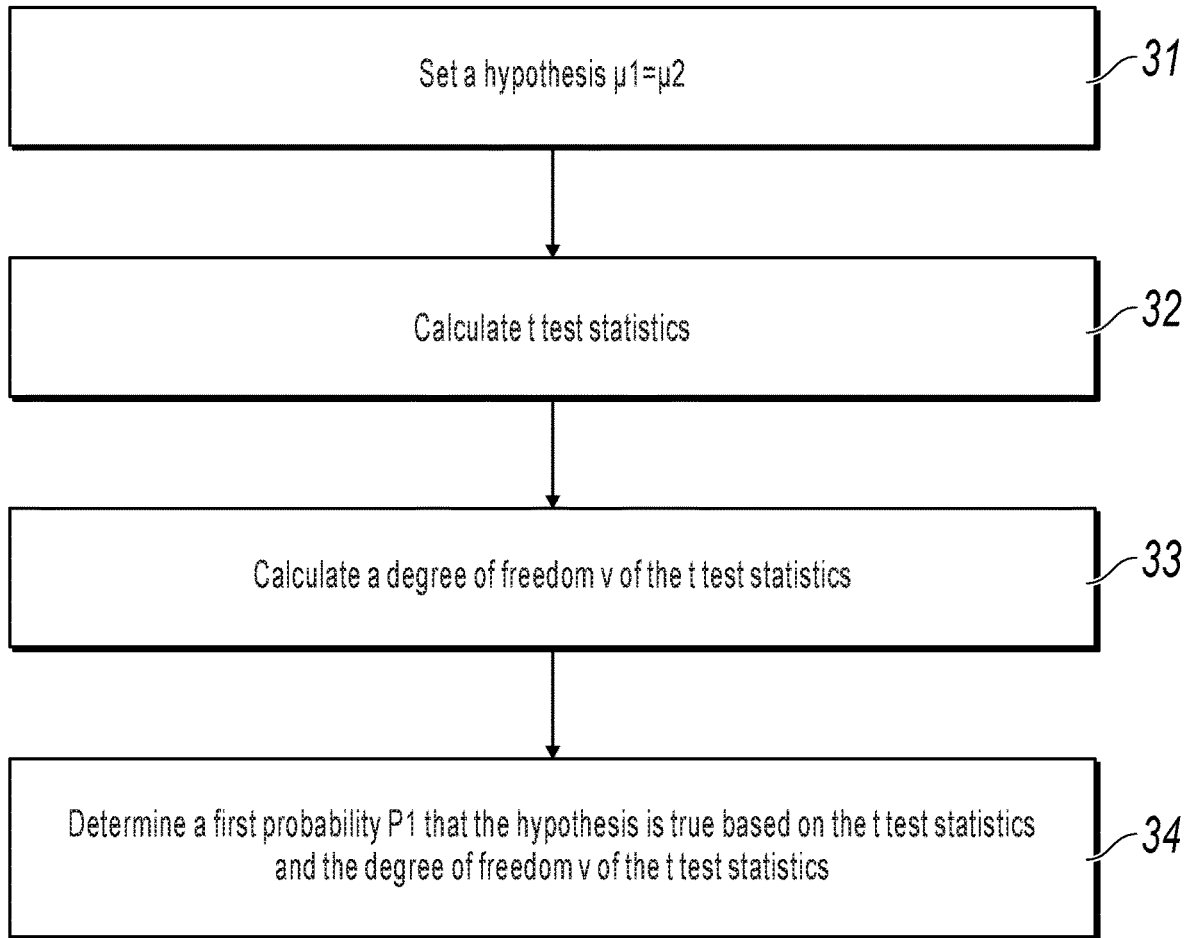 Set a hypothesis μ1=μ2
31
Calculate t test statistics
32
Calculate a degree of freedom v of the t test statistics
33
Determine a first probability P1 that the hypothesis is true based on the t test statistics
and the degree of freedom v of the t test statistics
34